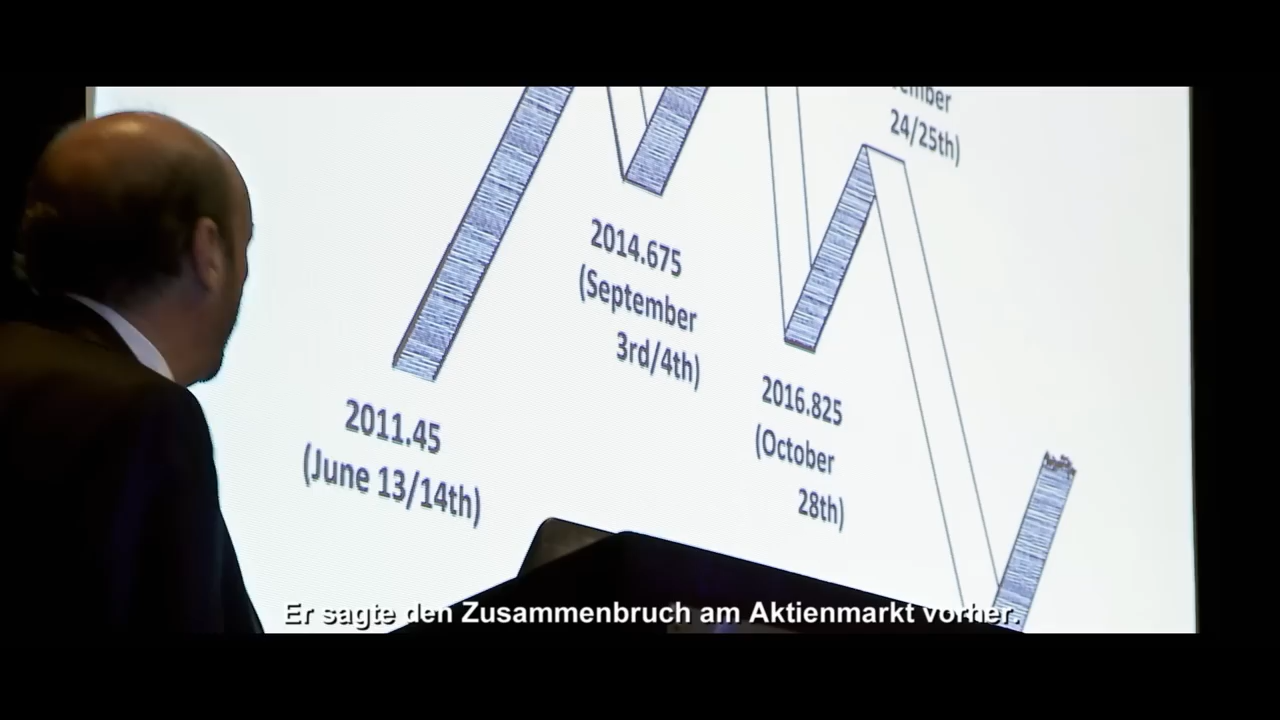 24/25th)
2014.675
(September
3rd/4th)
2016.825
(October
28th)
2011.45
(June 13/14th)
Er sagte den Zusammenbruch am Aktienmarkt vorher.